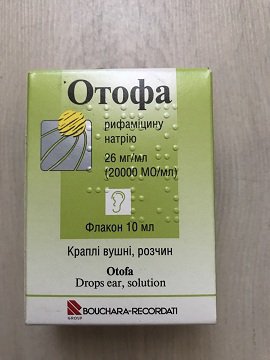 Отофа
рифаміцину
натрію
26 мг/мл
(20000 МО/мл)
Флакон 10 мл
Краплі вушні, розчин
Otofa
Drops ear, solution
BOUCHARA-RECORDATI
GROUP